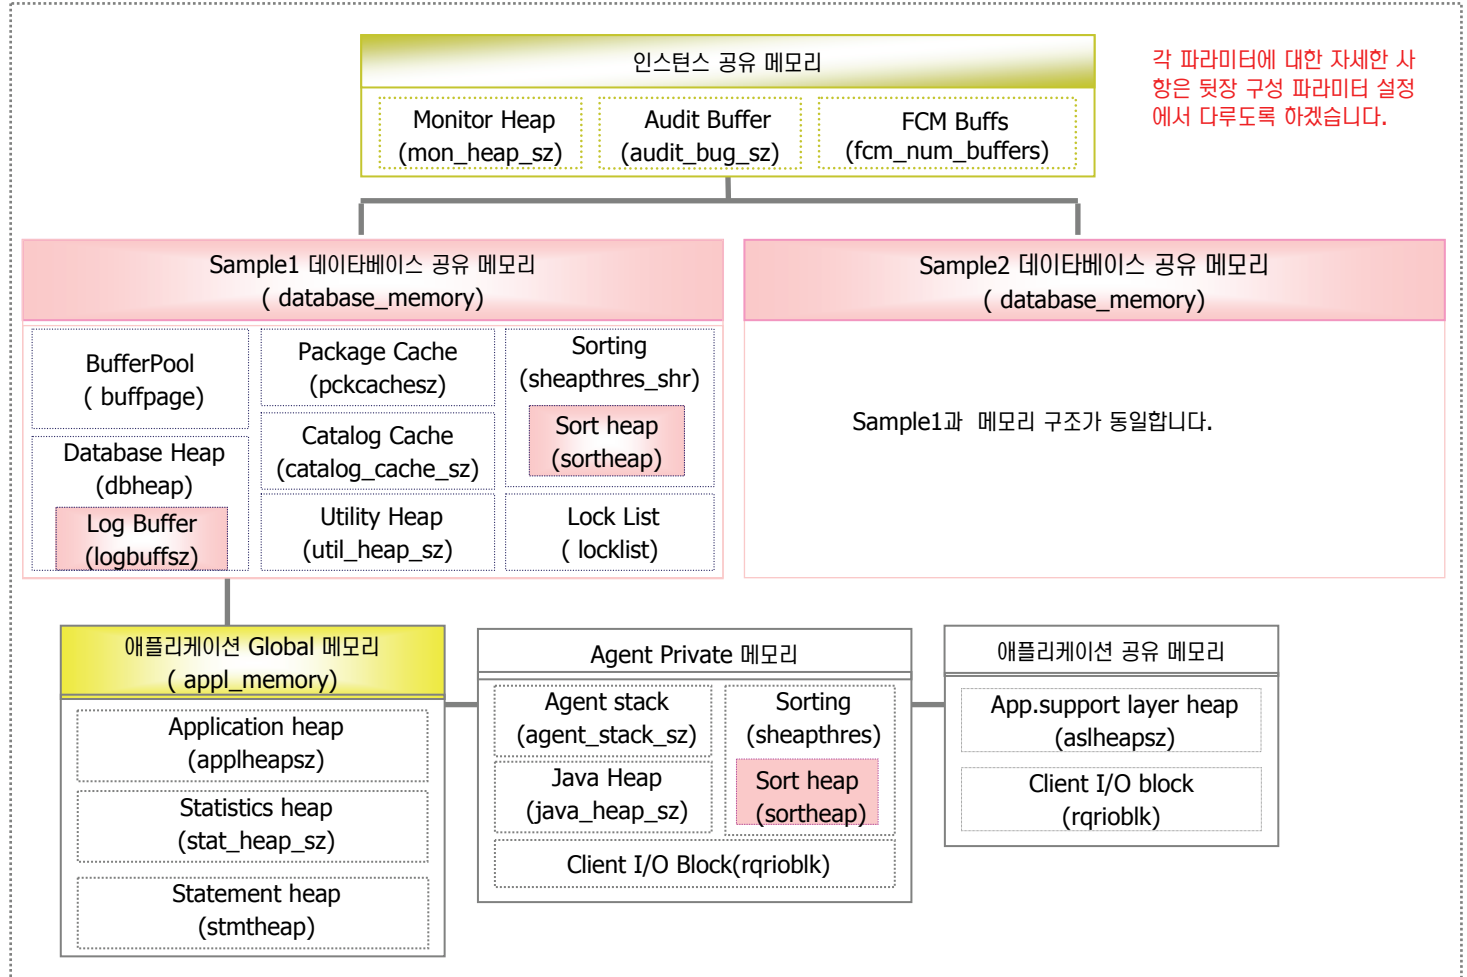 인스턴스 공유 메모리
각 파라미터에 대한 자세한 사
항은 뒷장 구성 파라미터 설정
에서 다루도록 하겠습니다.
Monitor Heap
(mon_heap_sz)
Audit Buffer
(audit_bug_sz)
FCM Buffs
(fcm_num_buffers)
Sample1 데이타베이스 공유 메모리
( database_memory)
Sample2 데이타베이스 공유 메모리
( database_memory)
BufferPool
( buffpage)
Package Cache
(pckcachesz)
Sorting
(sheapthres_shr)
Sort heap
(sortheap)
Database Heap
(dbheap)
Log Buffer
(logbuffsz)
Catalog Cache
(catalog_cache_sz)
Utility Heap
(util_heap_sz)
Lock List
( locklist)
Sample1과 메모리 구조가 동일합니다.
애플리케이션 Global 메모리
( appl_memory)
Application heap
(applheapsz)
Statistics heap
(stat_heap_sz)
Statement heap
(stmtheap)
Agent Private 메모리
Agent stack
(agent_stack_sz)
Java Heap
(java_heap_sz)
Sorting
(sheapthres)
Sort heap
(sortheap)
Client I/O Block(rqrioblk)
애플리케이션 공유 메모리
App.support layer heap
(aslheapsz)
Client I/O block
(rqrioblk)